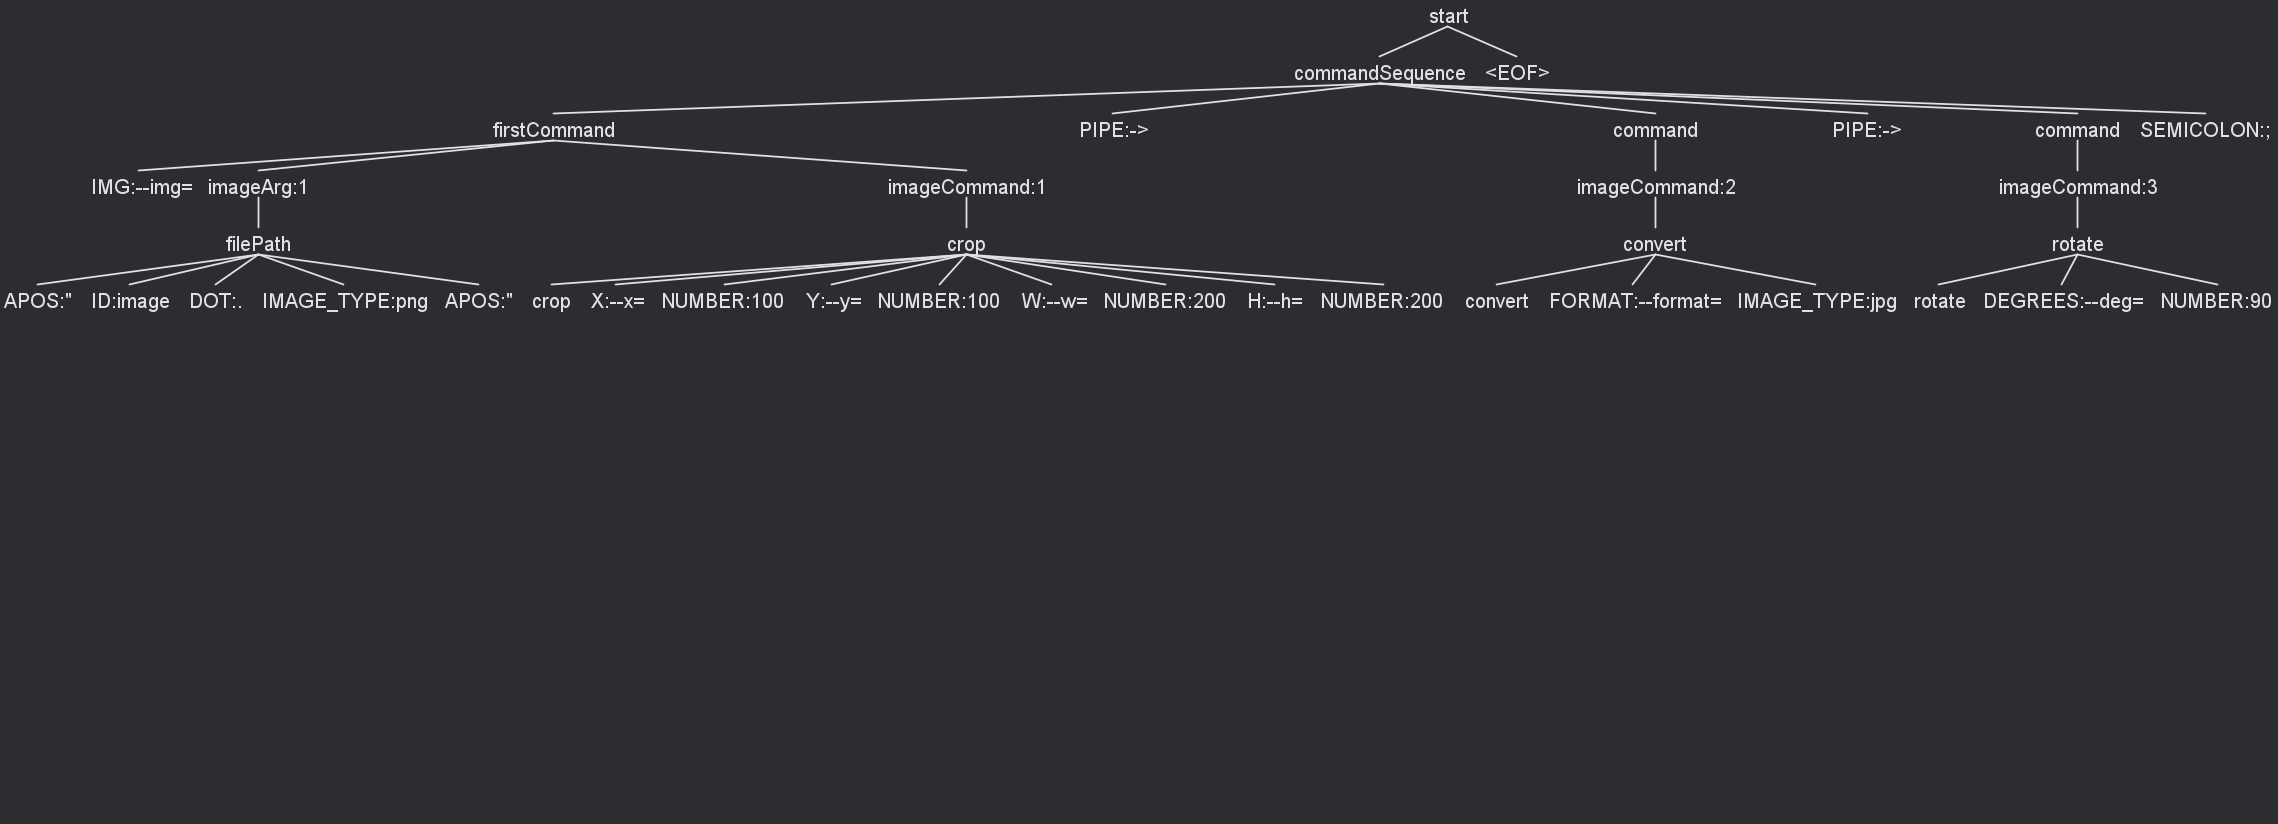 start
commandSequence <EOF>
firstCommand PIPE:-> command PIPE:-> command SEMICOLON:;
IMG:--img= imageArg:1 imageCommand:1 imageCommand:2 imageCommand:3
filePath crop convert rotate
APOS:" ID:image DOT:. IMAGE_TYPE:png APOS:" crop X:--x= NUMBER:100 Y:--y= NUMBER:100 W:--w= NUMBER:200 H:--h= NUMBER:200 convert FORMAT:--format= IMAGE_TYPE:jpg rotate DEGREES:--deg= NUMBER:90